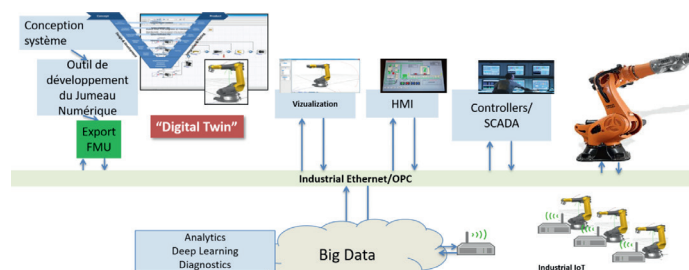 Conception
système
Outil de
développement
du Jumeau
Numérique
Export
FMU
"Digital Twin"
Vizualization
HMI
Controllers/
SCADA
Industrial Ethernet/OPC
Analytics
Deep Learning
Diagnostics
Big Data
Industrial IoT